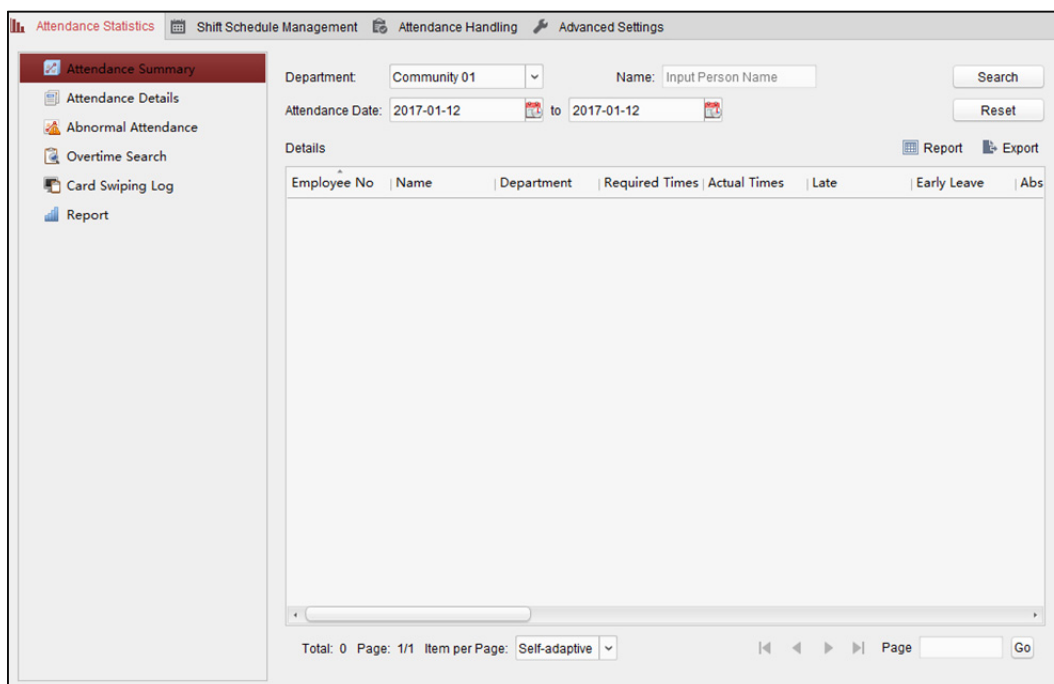 Attendance Statistics Shift Schedule Management Attendance Handling Advanced Settings
Attendance Summary
Attendance Details
Abnormal Attendance
Overtime Search
Card Swiping Log
Report
Department: Community 01 Name: Input Person Name Search
Attendance Date: 2017-01-12 to 2017-01-12 Reset
Details Report Export
Employee No Name Department Required Times Actual Times Late Early Leave Abs
Total: 0 Page: 1/1 Item per Page: Self-adaptive Page Go